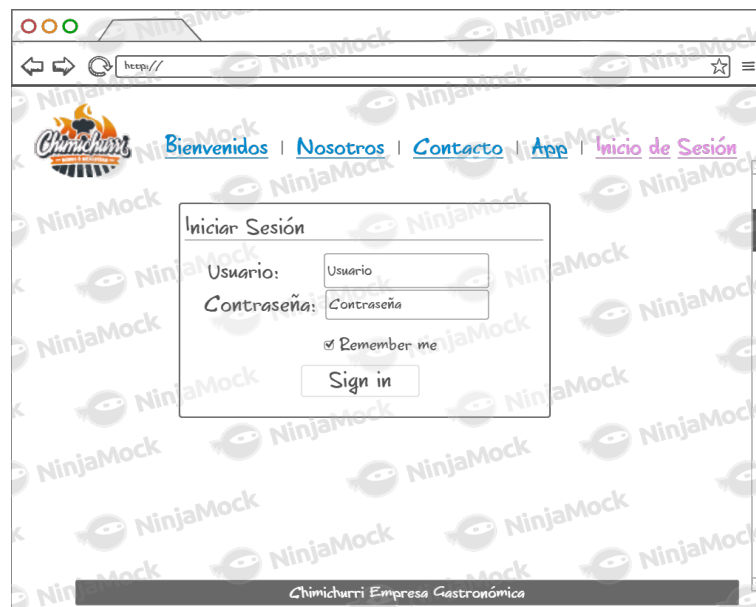 http://
Chimichurri
Bienvenidos | Nosotros | Contacto | App | Inicio de Sesión
Iniciar Sesión
Usuario: Usuario
Contraseña: Contraseña
Remember me
Sign in
Chimichurri Empresa Gastronómica
NinjaMock